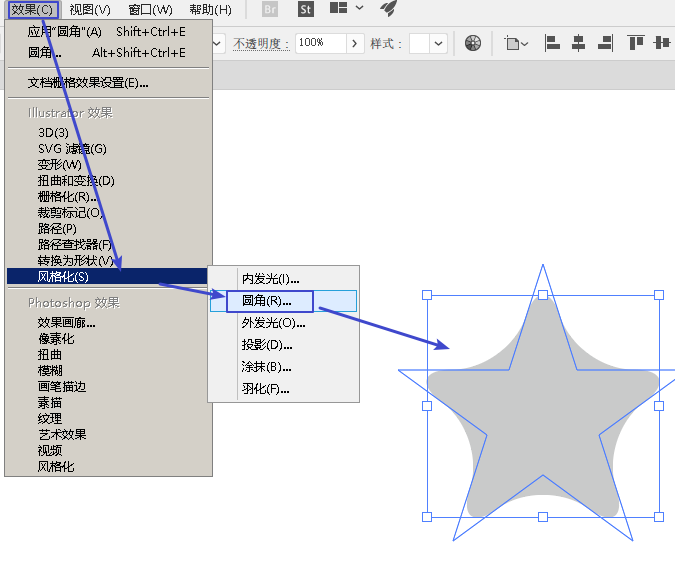 效果(C) 视图(V) 窗口(W) 帮助(H) Br St
不透明度： 100% 样式：
应用“圆角”(A) Shift+Ctrl+E
圆角... Alt+Shift+Ctrl+E
文档栅格效果设置(E)...
Illustrator 效果
3D(3)
SVG 滤镜(G)
变形(W)
扭曲和变换(D)
栅格化(R)...
裁剪标记(O)
路径(P)
路径查找器(F)
转换为形状(V)
风格化(S)
内发光(I)...
圆角(R)...
外发光(O)...
投影(D)...
涂抹(B)...
羽化(F)...
Photoshop 效果
效果画廊...
像素化
扭曲
模糊
画笔描边
素描
纹理
艺术效果
视频
风格化